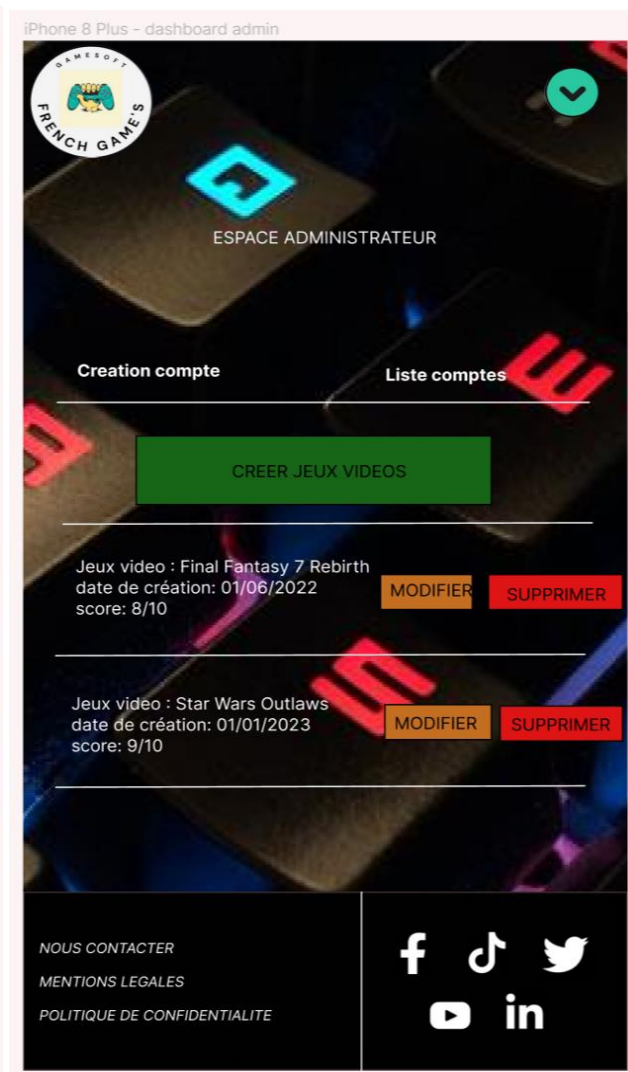 iPhone 8 Plus - dashboard admin
GAMESOFT
FRENCH GAME'S
ESPACE ADMINISTRATEUR
Creation compte
Liste comptes
CREER JEUX VIDEOS
Jeux video : Final Fantasy 7 Rebirth
date de création: 01/06/2022
score: 8/10
MODIFIER
SUPPRIMER
Jeux video : Star Wars Outlaws
date de création: 01/01/2023
score: 9/10
MODIFIER
SUPPRIMER
NOUS CONTACTER
MENTIONS LEGALES
POLITIQUE DE CONFIDENTIALITE